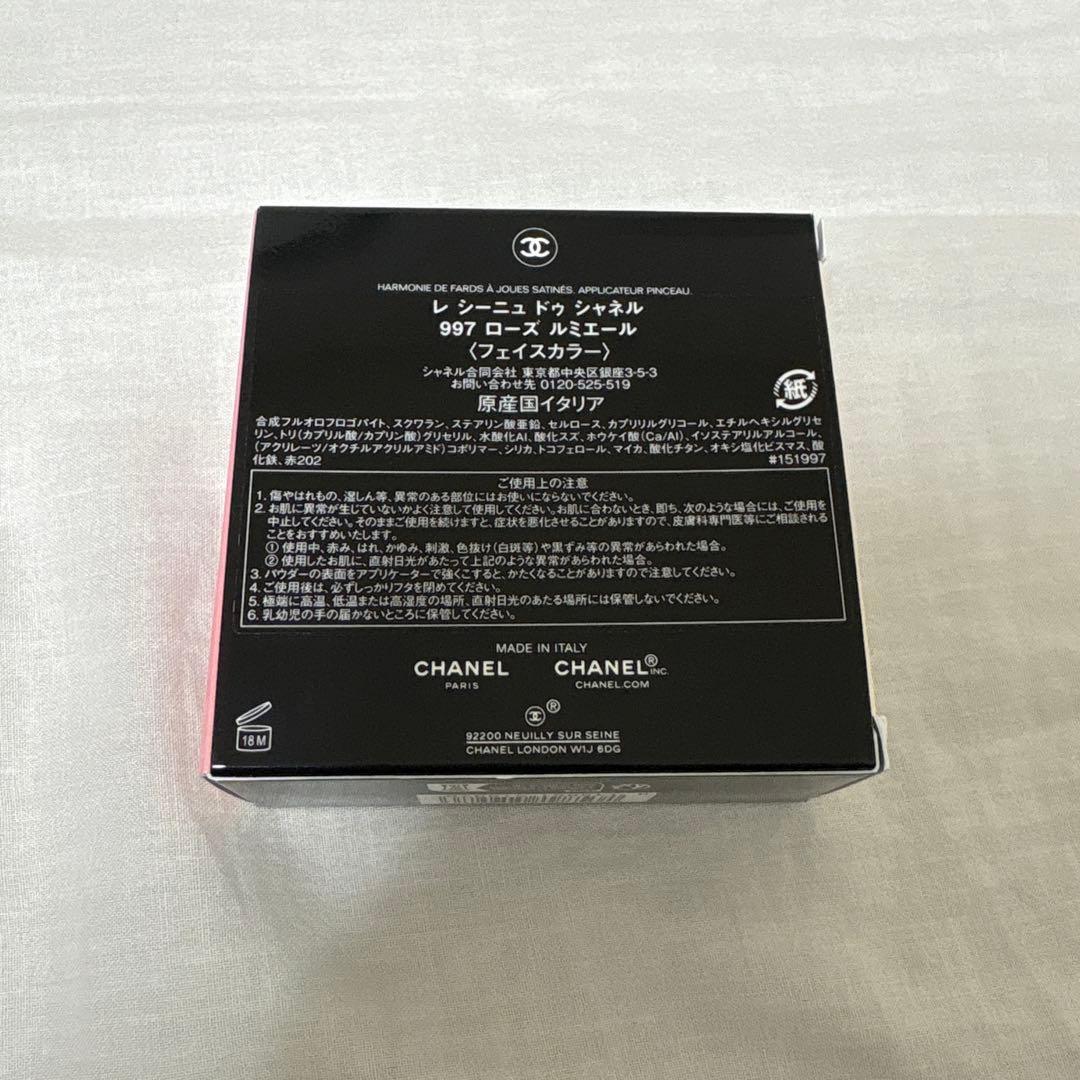 HARMONIE DE FARDS À JOUES SATINÉS. APPLICATEUR PINCEAU.
レ シーニュ ドゥ シャネル
997 ローズ ルミエール
〈フェイスカラー〉
シャネル合同会社 東京都中央区銀座3-5-3
お問い合わせ先 0120-525-519
紙
原産国イタリア
合成フルオロフロゴパイト、スクワラン、ステアリン酸亜鉛、セルロース、カプリリルグリコール、エチルヘキシルグリセ
リン、トリ(カプリル酸/カプリン酸)グリセリル、水酸化Al、酸化スズ、ホウケイ酸(Ca/Al)、イソステアリルアルコール、
(アクリレーツ/オクチルアクリルアミド)コポリマー、シリカ、トコフェロール、マイカ、酸化チタン、オキシ塩化ビスマス、酸
化鉄、赤202 #151997
ご使用上の注意
1. 傷やはれもの、湿しん等、異常のある部位にはお使いにならないでください。
2. お肌に異常が生じていないかよく注意して使用してください。お肌に合わないとき、即ち、次のような場合には、ご使用を
中止してください。そのままご使用を続けますと、症状を悪化させることがありますので、皮膚科専門医等にご相談される
ことをおすすめいたします。
① 使用中、赤み、はれ、かゆみ、刺激、色抜け(白斑等)や黒ずみ等の異常があらわれた場合。
② 使用したお肌に、直射日光があたって上記のような異常があらわれた場合。
3. パウダーの表面をアプリケーターで強くこすると、かたくなることがありますので注意してください。
4. ご使用後は、必ずしっかりフタを閉めてください。
5. 極端に高温、低温または高湿度の場所、直射日光のあたる場所には保管しないでください。
6. 乳幼児の手の届かないところに保管してください。
MADE IN ITALY
CHANEL CHANEL® INC.
PARIS CHANEL.COM
®
18 M
92200 NEUILLY SUR SEINE
CHANEL LONDON W1J 6DG